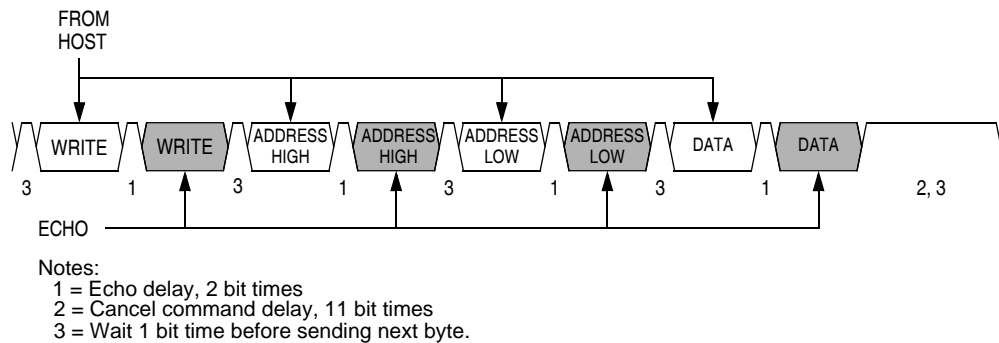 FROM
HOST
WRITE WRITE ADDRESS HIGH ADDRESS HIGH ADDRESS LOW ADDRESS LOW DATA DATA
3 1 3 1 3 1 3 1 2, 3
ECHO
Notes:
1 = Echo delay, 2 bit times
2 = Cancel command delay, 11 bit times
3 = Wait 1 bit time before sending next byte.